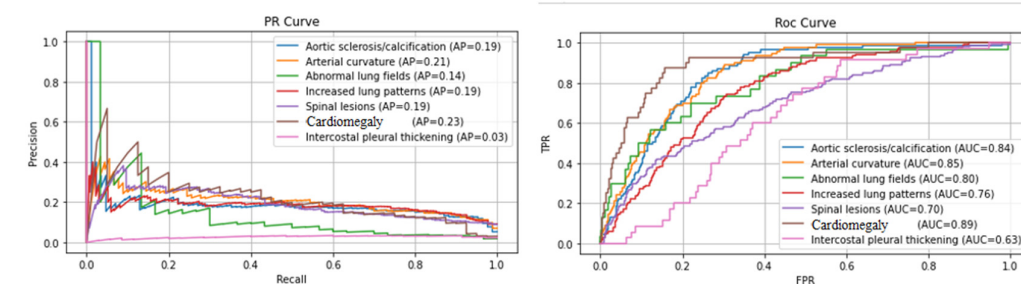 PR Curve
1.0
0.8
0.6
0.4
0.2
0.0
Precision
Aortic sclerosis/calcification (AP=0.19)
Arterial curvature (AP=0.21)
Abnormal lung fields (AP=0.14)
Increased lung patterns (AP=0.19)
Spinal lesions (AP=0.19)
Cardiomegaly (AP=0.23)
Intercostal pleural thickening (AP=0.03)
0.0 0.2 0.4 0.6 0.8 1.0
Recall
Roc Curve
1.0
0.8
0.6
0.4
0.2
0.0
TPR
Aortic sclerosis/calcification (AUC=0.84)
Arterial curvature (AUC=0.85)
Abnormal lung fields (AUC=0.80)
Increased lung patterns (AUC=0.76)
Spinal lesions (AUC=0.70)
Cardiomegaly (AUC=0.89)
Intercostal pleural thickening (AUC=0.63)
0.0 0.2 0.4 0.6 0.8 1.0
FPR